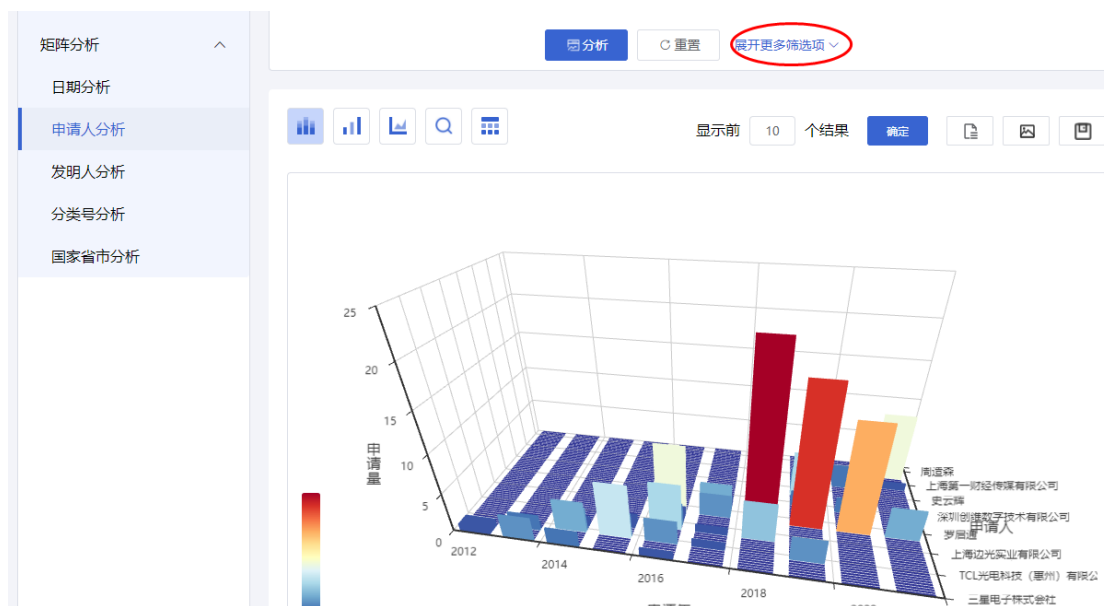 矩阵分析
日期分析
申请人分析
发明人分析
分类号分析
国家省市分析
分析
重置
展开更多筛选项
显示前 10 个结果 确定
25
20
15
10
5
0
申请量
2012
2014
2016
2018
周道森
上海第一财经传媒有限公司
史云辉
深圳创维数字技术有限公司
申请人
上海边光实业有限公司
TCL光电科技（惠州）有限公
三星电子株式会社